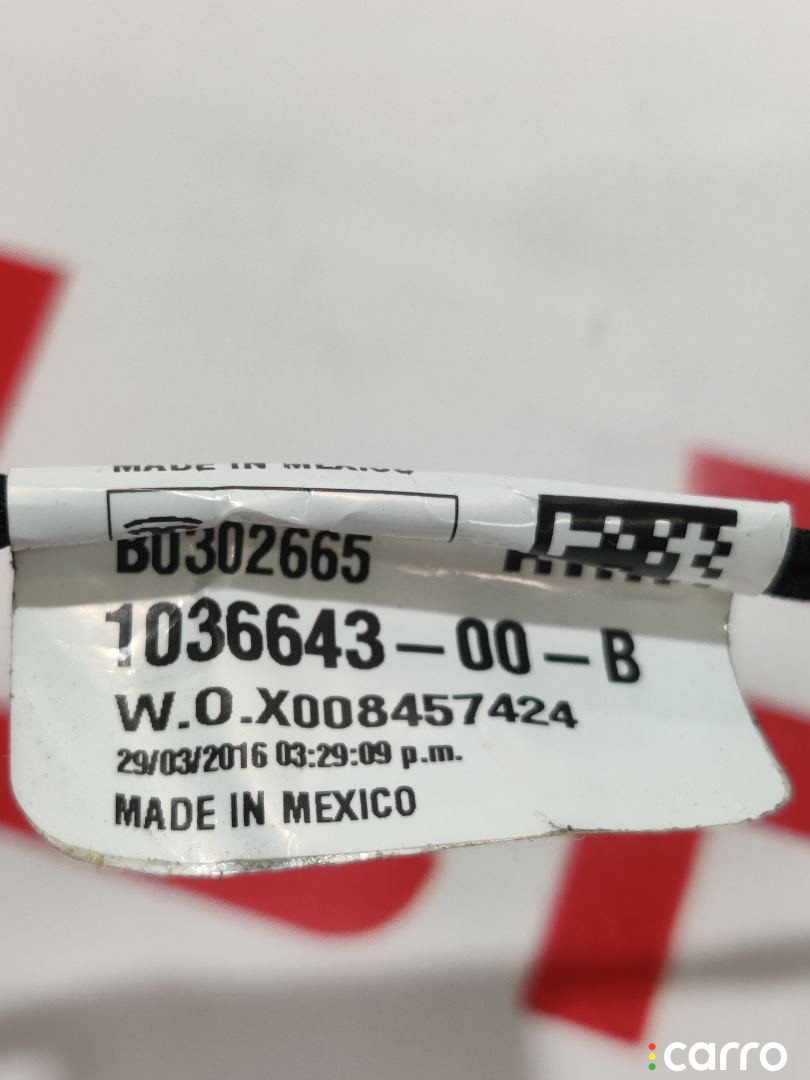 MADE IN MEXICO
B0302665
1036643-00-B
W.O.X008457424
29/03/2016 03:29:09 p.m.
MADE IN MEXICO
carro